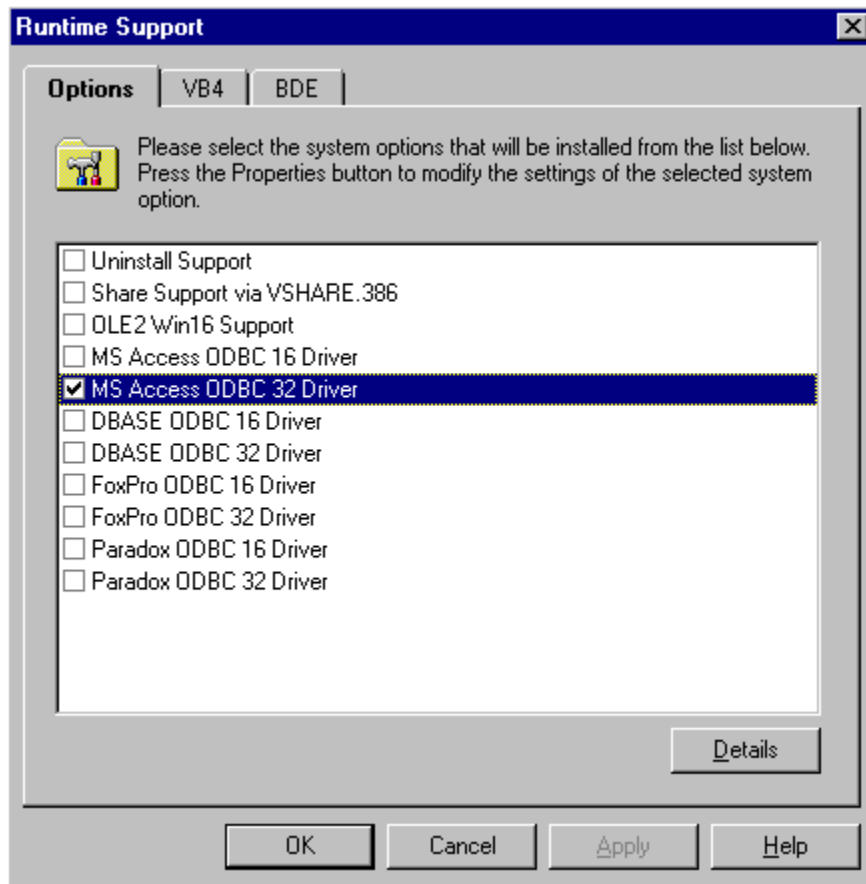 Runtime Support
Options
VB4
BDE
Please select the system options that will be installed from the list below.
Press the Properties button to modify the settings of the selected system
option.
Uninstall Support
Share Support via VSHARE.386
OLE2 Win16 Support
MS Access ODBC 16 Driver
MS Access ODBC 32 Driver
DBASE ODBC 16 Driver
DBASE ODBC 32 Driver
FoxPro ODBC 16 Driver
FoxPro ODBC 32 Driver
Paradox ODBC 16 Driver
Paradox ODBC 32 Driver
Details
OK
Cancel
Apply
Help